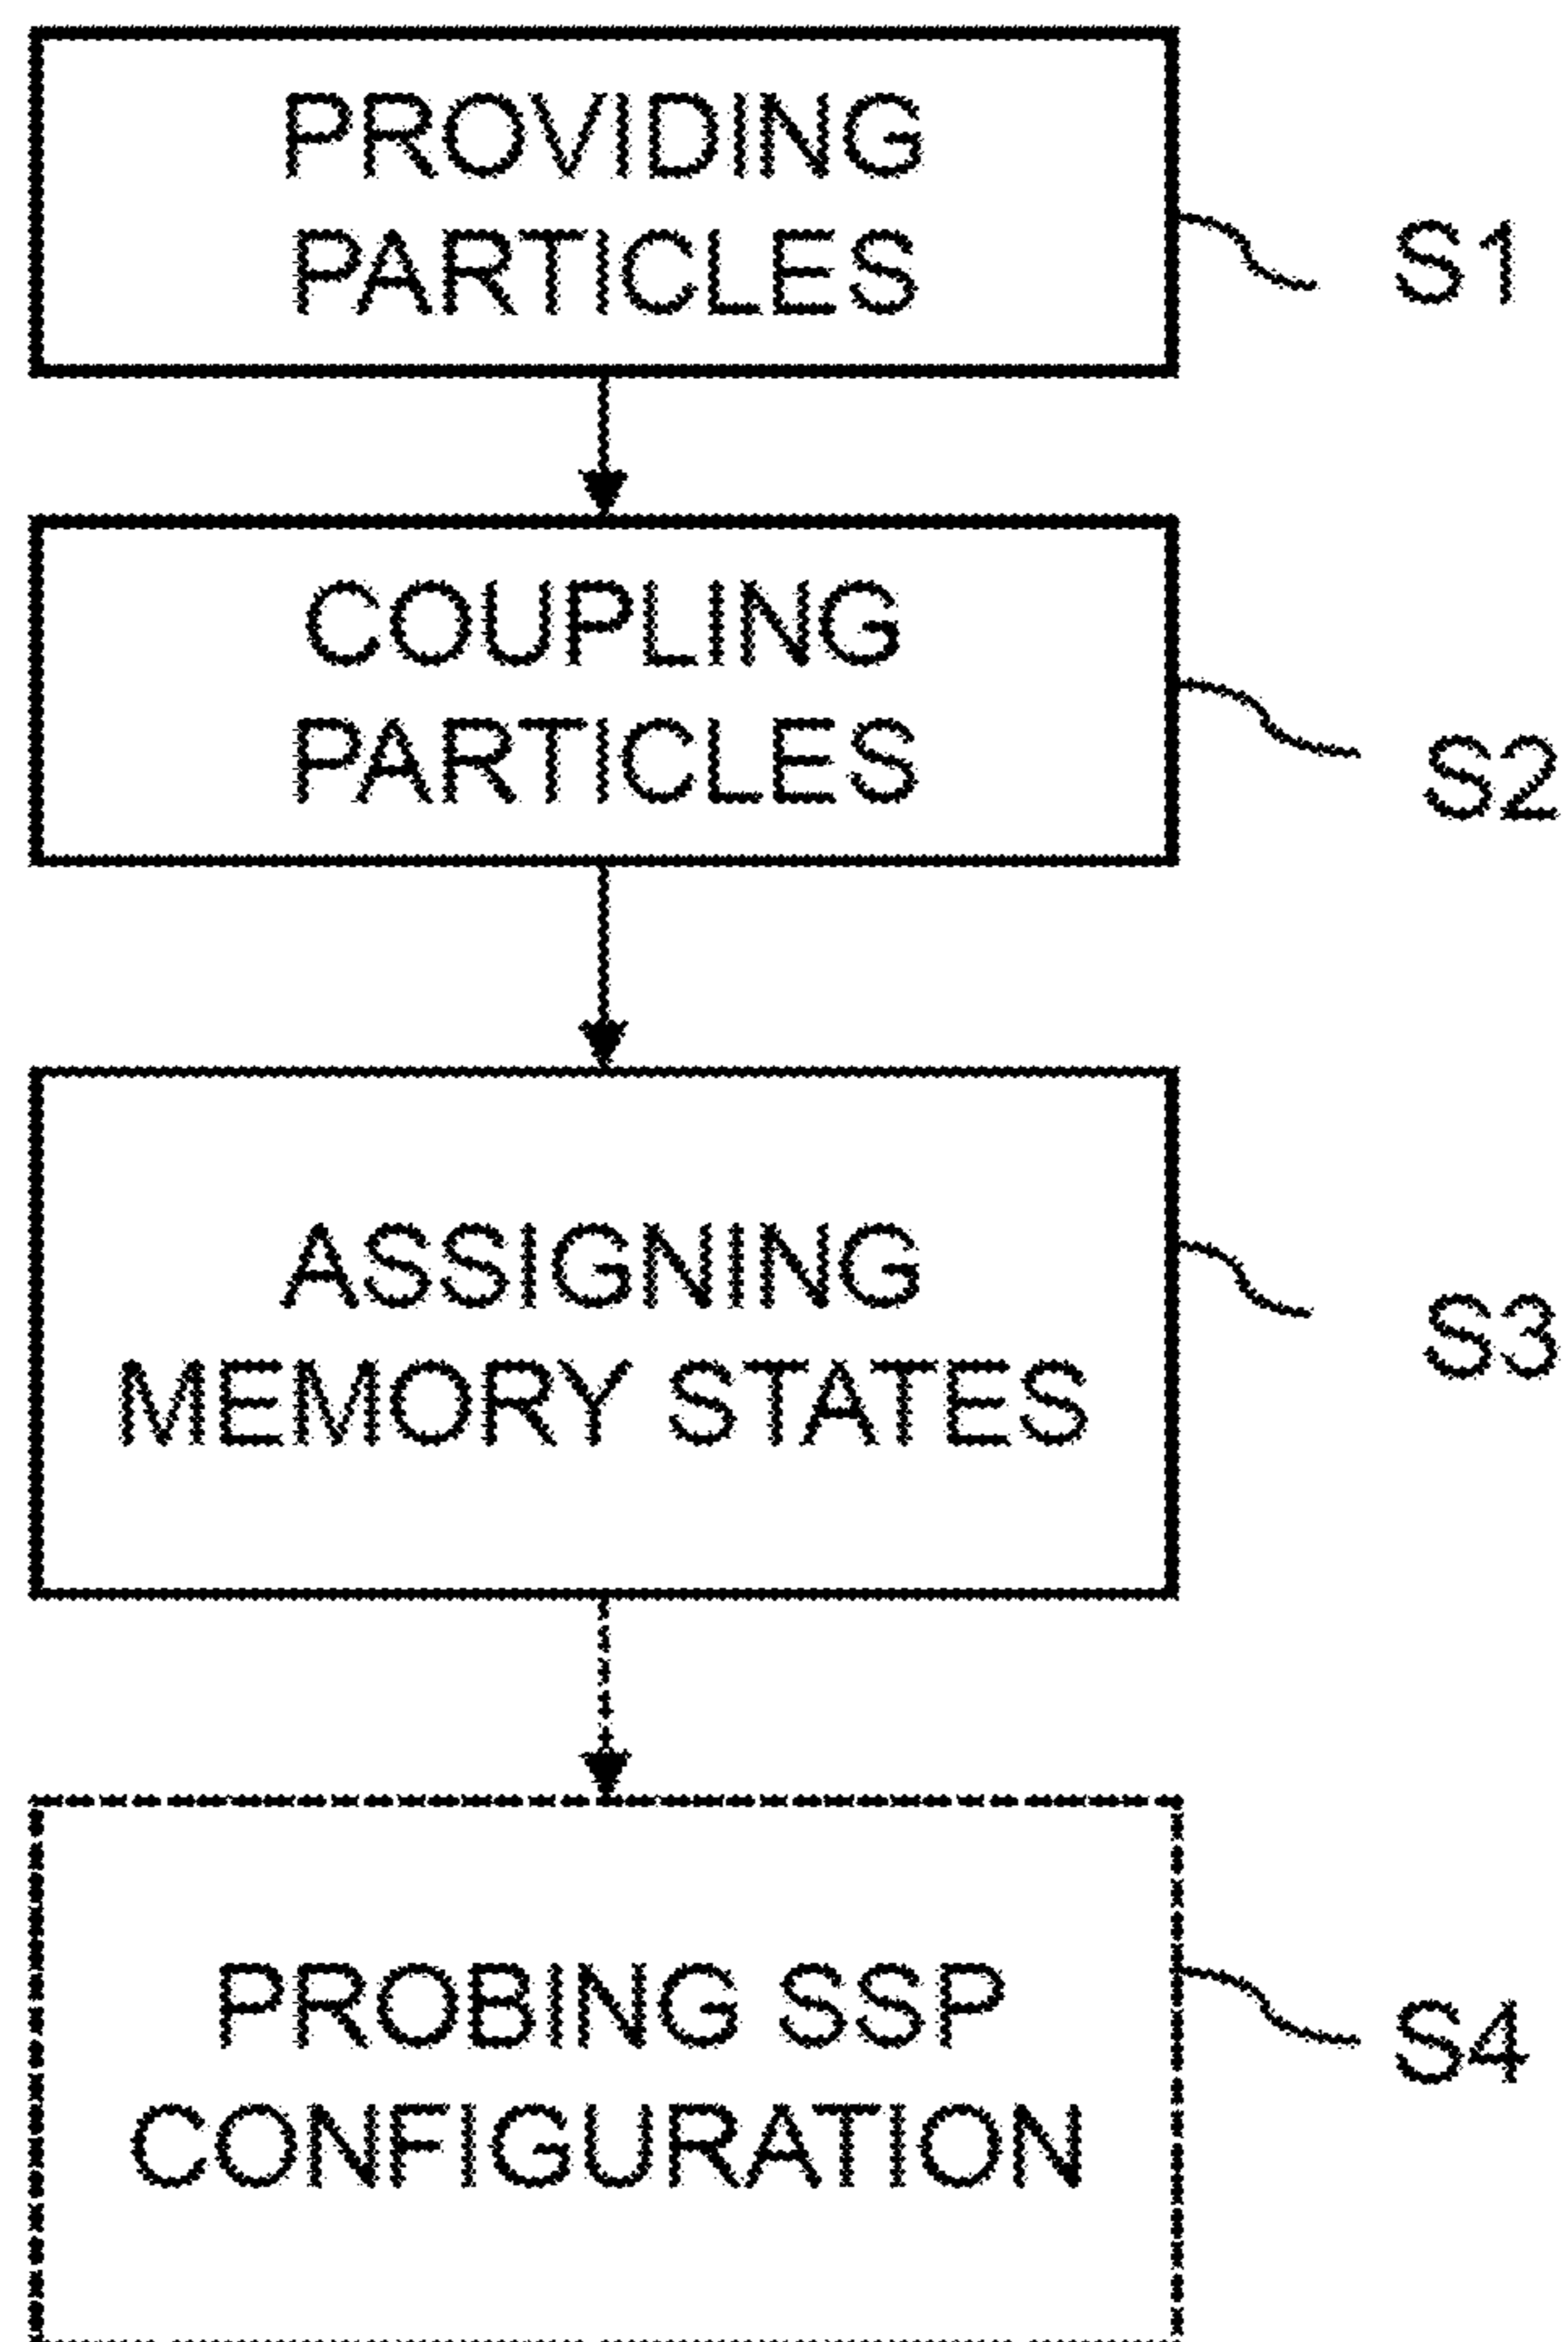 PROVIDING
PARTICLES
S1
COUPLING
PARTICLES
S2
ASSIGNING
MEMORY STATES
S3
PROBING SSP
CONFIGURATION
S4